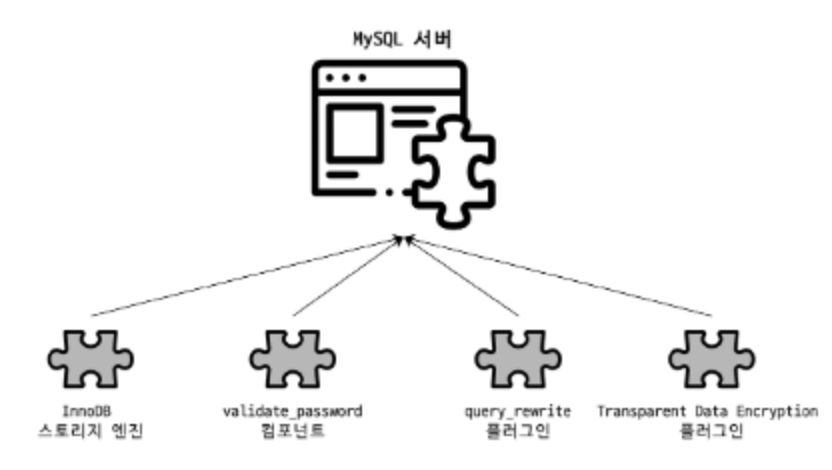 MySQL 서버
InnoDB
스토리지 엔진
validate_password
컴포넌트
query_rewrite
플러그인
Transparent Data Encryption
플러그인